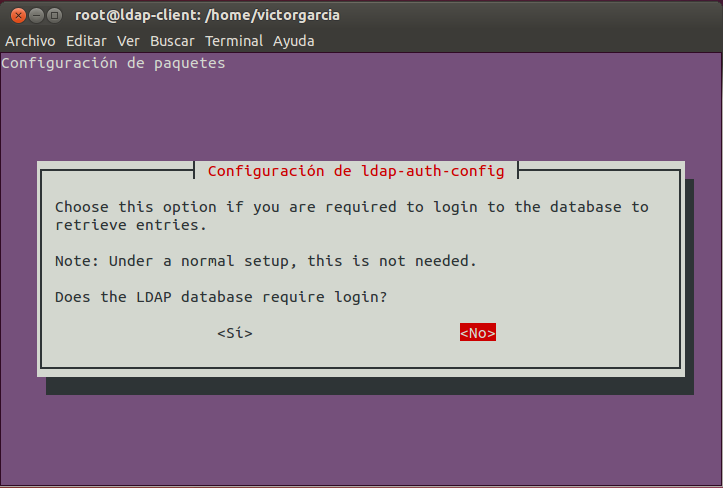 root@ldap-client: /home/victorgarcia
Archivo Editar Ver Buscar Terminal Ayuda
Configuración de paquetes
Configuración de ldap-auth-config
Choose this option if you are required to login to the database to
retrieve entries.
Note: Under a normal setup, this is not needed.
Does the LDAP database require login?
<Sí> <No>